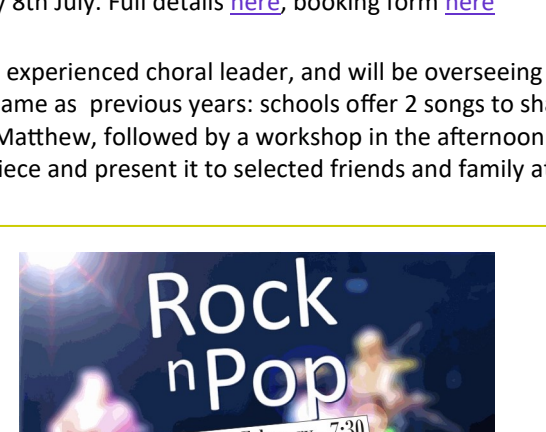 8th July. Full details here, booking form here
experienced choral leader, and will be overseeing
ame as previous years: schools offer 2 songs to sh
Matthew, followed by a workshop in the afternoon
iece and present it to selected friends and family a
Rock
nPop
7:30